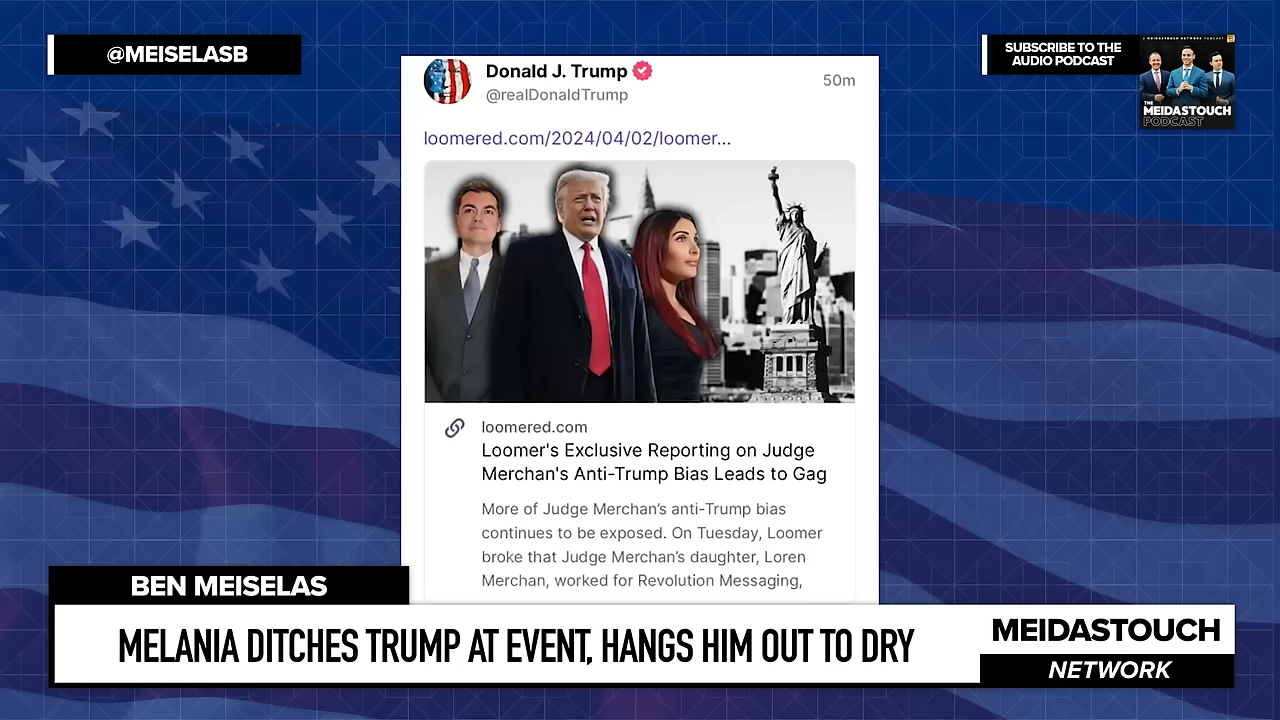 @MEISELASB
SUBSCRIBE TO THE
AUDIO PODCAST
THE
MEIDASTOUCH
PODCAST
Donald J. Trump
50m
@realDonaldTrump
loomered.com/2024/04/02/loomer...
loomered.com
Loomer's Exclusive Reporting on Judge
Merchan's Anti-Trump Bias Leads to Gag
More of Judge Merchan's anti-Trump bias
continues to be exposed. On Tuesday, Loomer
broke that Judge Merchan's daughter, Loren
Merchan, worked for Revolution Messaging,
BEN MEISELAS
MELANIA DITCHES TRUMP AT EVENT, HANGS HIM OUT TO DRY
MEIDASTOUCH
NETWORK